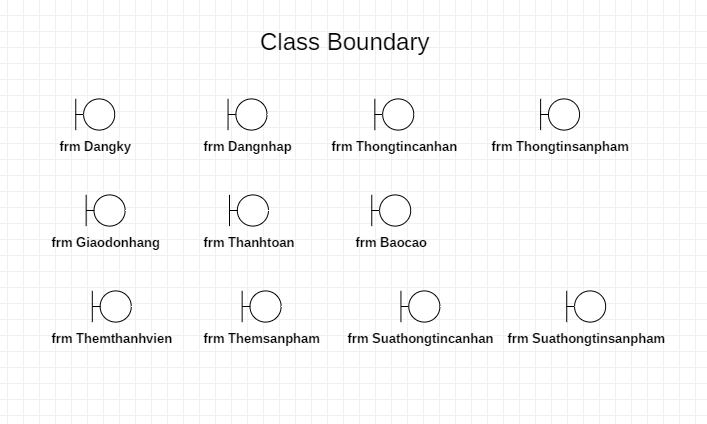 Class Boundary
frm Dangky
frm Dangnhap
frm Thongtincanhan
frm Thongtinsanpham
frm Giaodonhang
frm Thanhtoan
frm Baocao
frm Themthanhvien
frm Themsanpham
frm Suathongtincanhan
frm Suathongtinsanpham